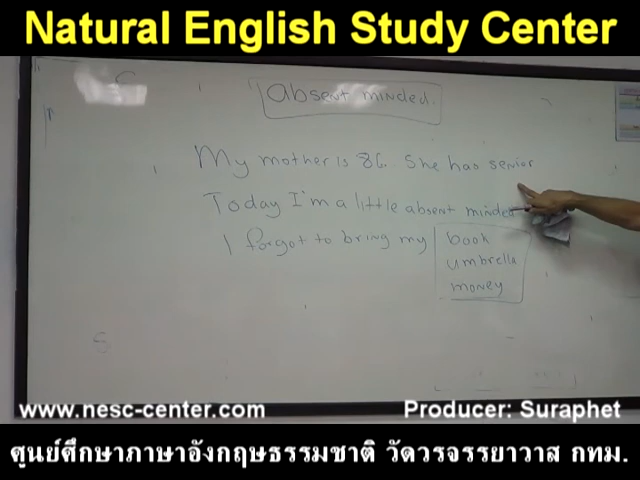 Natural English Study Center
Absent minded.
My mother is 86. She has senior
Today I'm a little absent minded
I forgot to bring my book
umbrella
money
www.nesc-center.com Producer: Suraphet
ศูนย์ศึกษาภาษาอังกฤษธรรมชาติ วัดวรจรรยาวาส กทม.